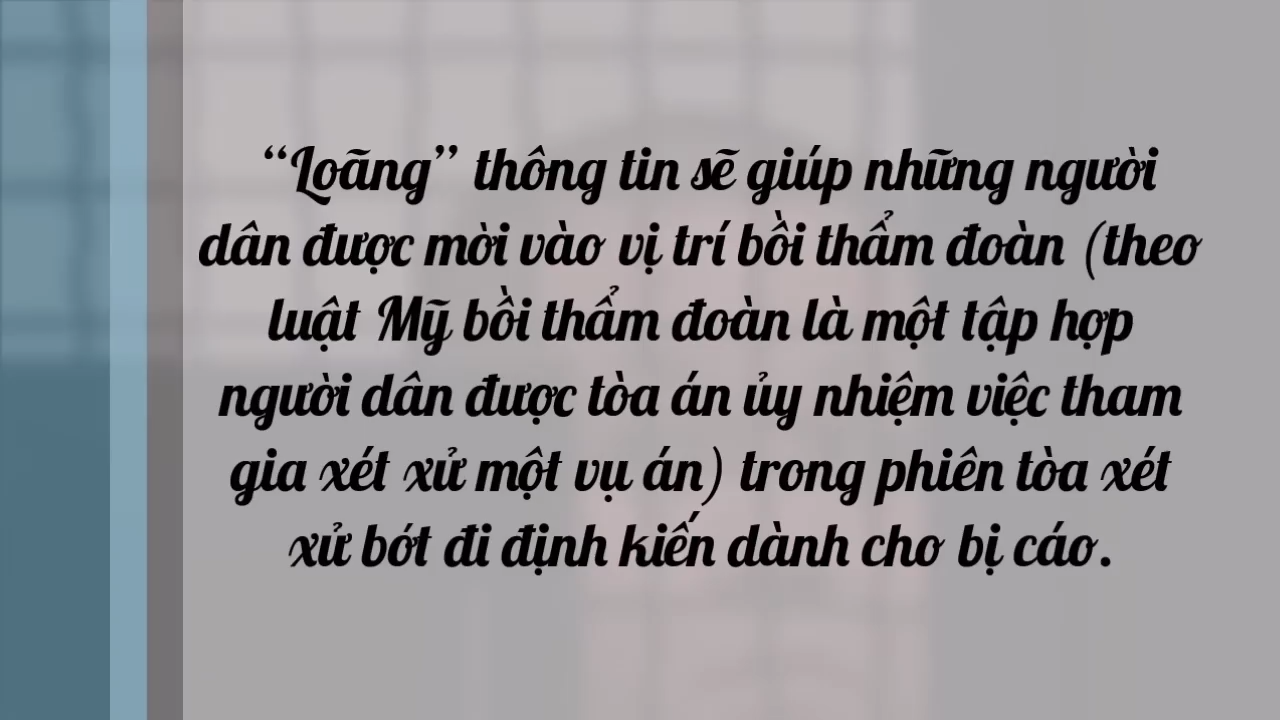 “Loãng” thông tin sẽ giúp những người
dân được mời vào vị trí bồi thẩm đoàn (theo
luật Mỹ bồi thẩm đoàn là một tập hợp
người dân được tòa án ủy nhiệm việc tham
gia xét xử một vụ án) trong phiên tòa xét
xử bớt đi định kiến dành cho bị cáo.